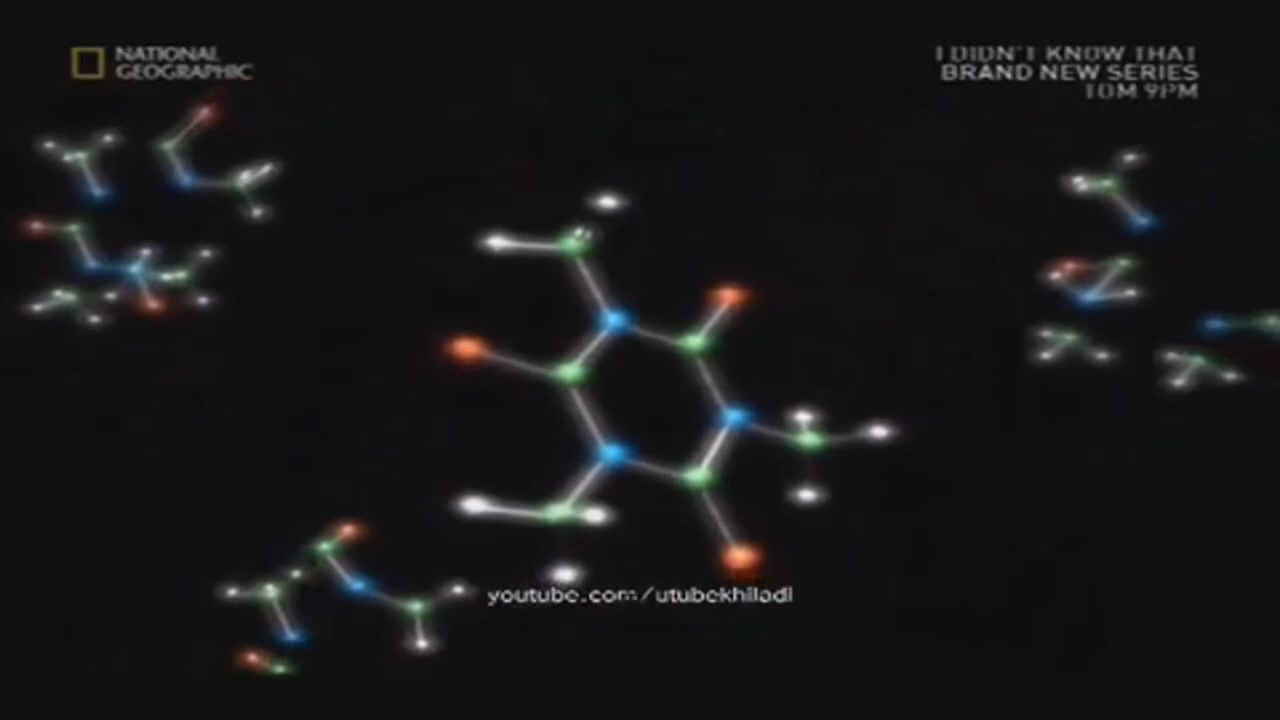 NATIONAL
GEOGRAPHIC
I DIDN'T KNOW THAT
BRAND NEW SERIES
TOM 9PM
youtube.com/utubekhiladi